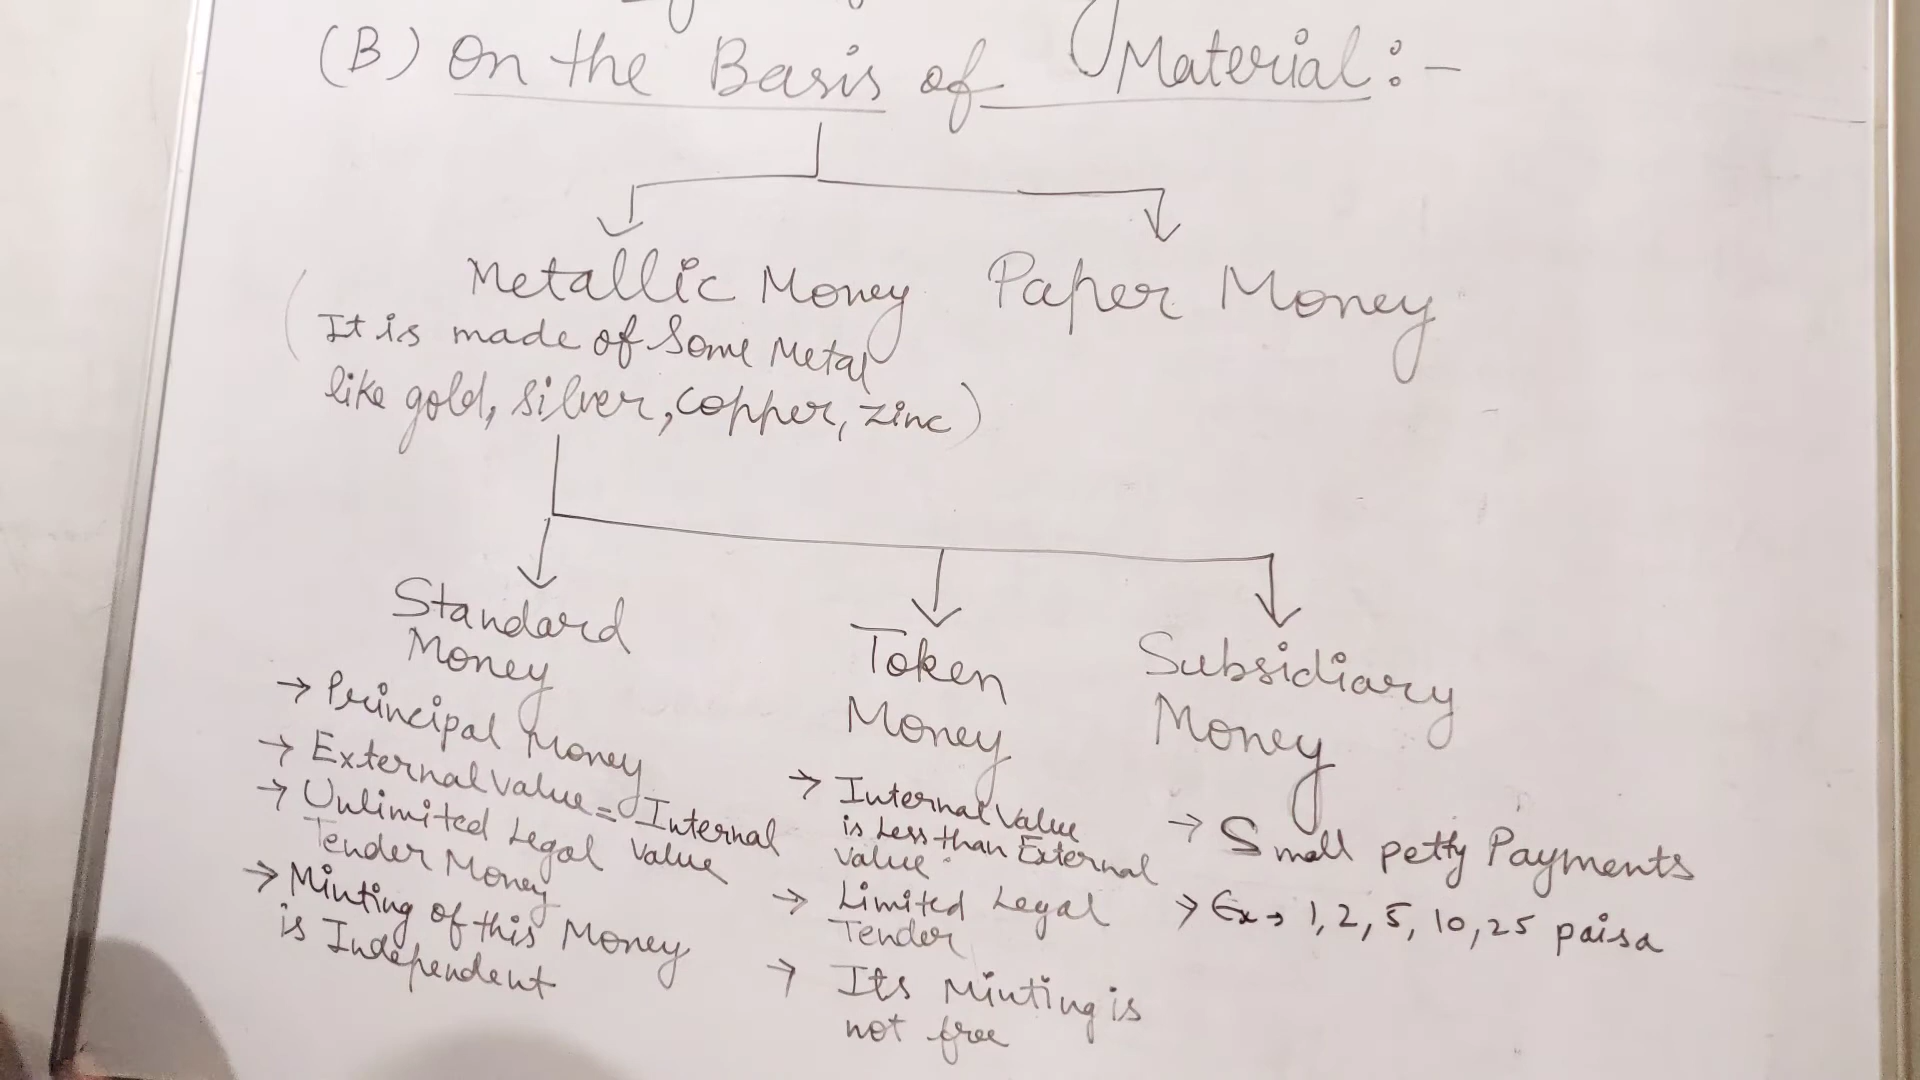 (B) On the Basis of Material:-
Metallic Money
Paper Money
(It is made of Some Metal
like gold, silver, copper, zinc)
Standard
Money
→ Principal Money
→ External Value = Internal
Value
→ Unlimited Legal
Tender Money
→ Minting of this Money
is Independent
Token
Money
→ Internal Value
is Less than External
Value.
→ Limited Legal
Tender
→ Its Minting is
not free
Subsidiary
Money
→ Small petty Payments
→ Ex → 1, 2, 5, 10, 25 paisa